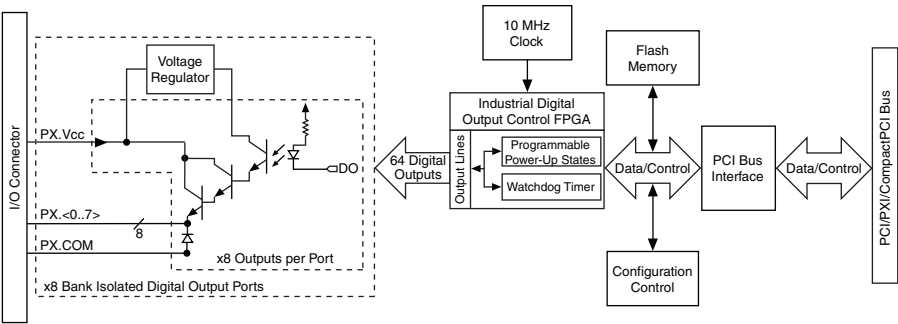 I/O Connector
PX.Vcc
PX.<0..7>
8
PX.COM
Voltage
Regulator
DO
x8 Outputs per Port
x8 Bank Isolated Digital Output Ports
64 Digital
Outputs
10 MHz
Clock
Industrial Digital
Output Control FPGA
Output Lines
Programmable
Power-Up States
Watchdog Timer
Flash
Memory
Data/Control
Configuration
Control
PCI Bus
Interface
Data/Control
PCI/PXI/CompactPCI Bus